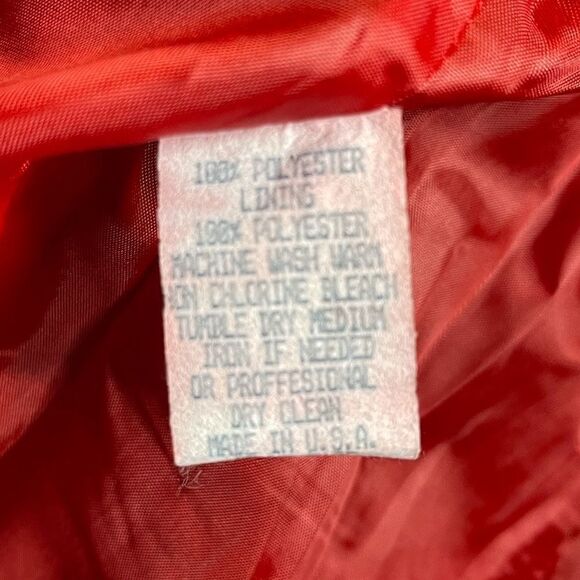 100% POLYESTER
LINING
100% POLYESTER
MACHINE WASH WARM
NON CHLORINE BLEACH
TUMBLE DRY MEDIUM
IRON IF NEEDED
OR PROFFESIONAL
DRY CLEAN
MADE IN U.S.A.